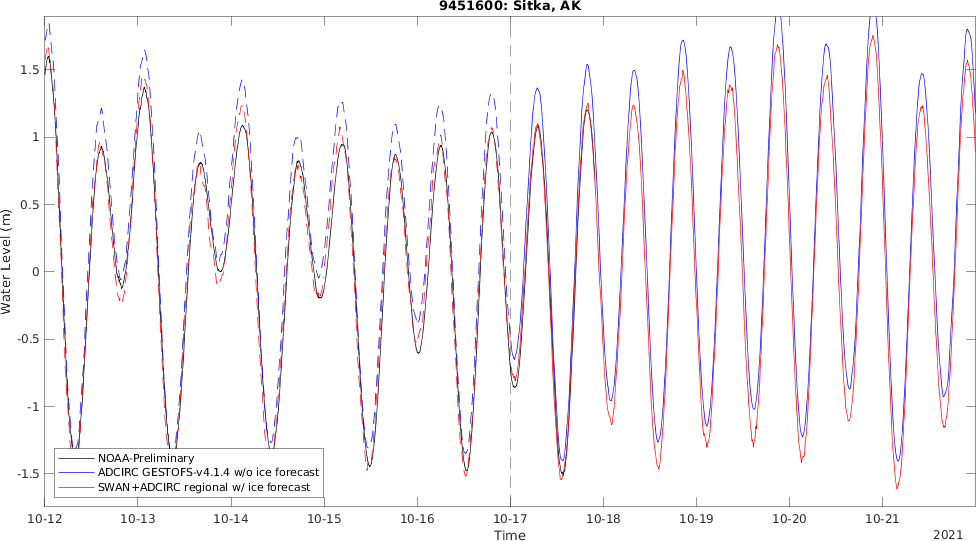 9451600: Sitka, AK
Water Level (m)
1.5
1
0.5
0
-0.5
-1
-1.5
NOAA-Preliminary
ADCIRC GESTOFS-v4.1.4 w/o ice forecast
SWAN+ADCIRC regional w/ ice forecast
10-12 10-13 10-14 10-15 10-16 10-17 10-18 10-19 10-20 10-21
Time
2021